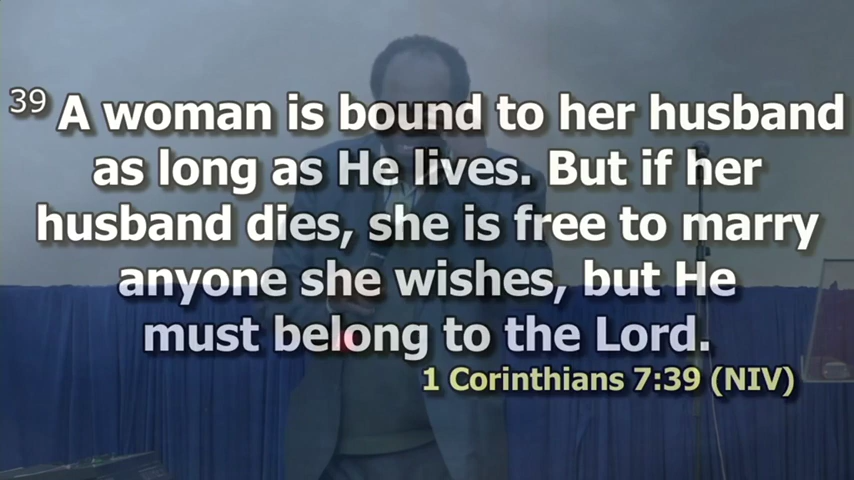 39 A woman is bound to her husband
as long as He lives. But if her
husband dies, she is free to marry
anyone she wishes, but He
must belong to the Lord.
1 Corinthians 7:39 (NIV)